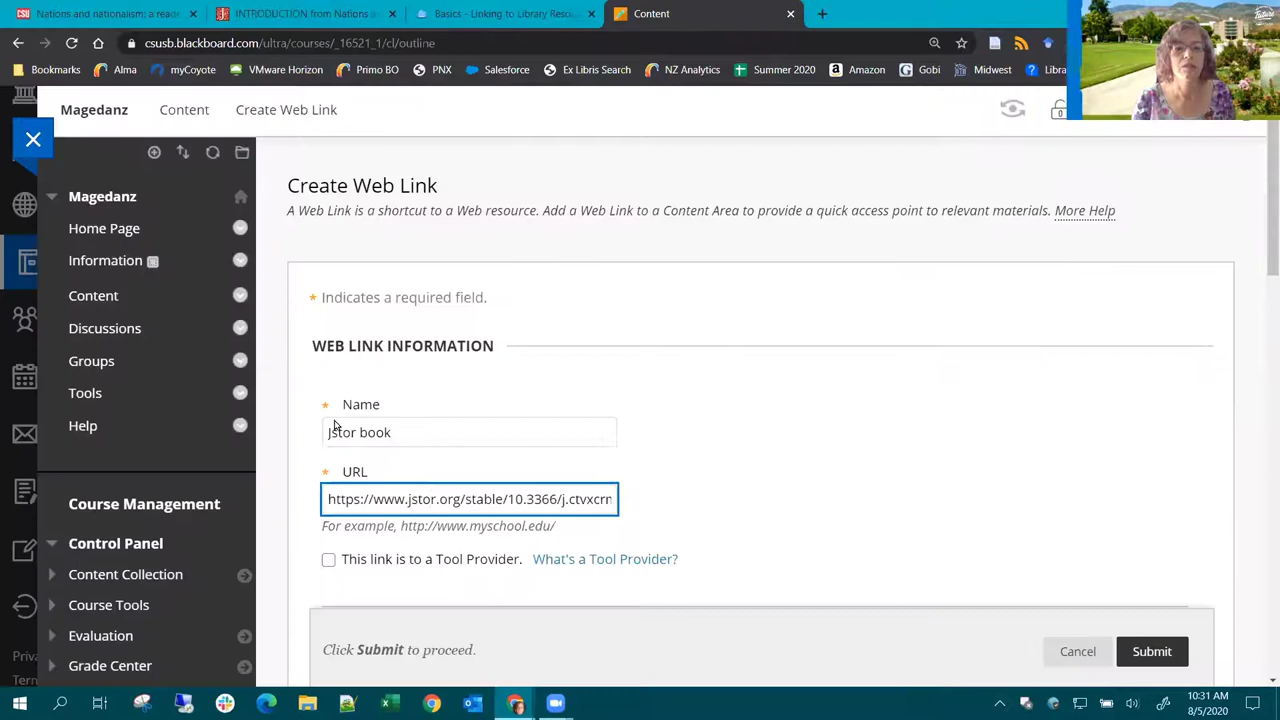 CSU Nations and nationalism: a reade
INTRODUCTION from Nations a
Basics - Linking to Library Resou
Content
csusb.blackboard.com/ultra/courses/_16521_1/cl/outline
Bookmarks Alma myCoyote VMware Horizon Primo BO PNX Salesforce Ex Libris Search NZ Analytics Summer 2020 Amazon Gobi Midwest Libra
Magedanz Content Create Web Link
0
Magedanz
Home Page
Information
Content
Discussions
Groups
Tools
Help
Course Management
Control Panel
Content Collection
Course Tools
Evaluation
Grade Center
Priva
Term
Create Web Link
A Web Link is a shortcut to a Web resource. Add a Web Link to a Content Area to provide a quick access point to relevant materials. More Help
* Indicates a required field.
WEB LINK INFORMATION
* Name
Jstor book
* URL
https://www.jstor.org/stable/10.3366/j.ctvxcrn
For example, http://www.myschool.edu/
This link is to a Tool Provider. What's a Tool Provider?
Click Submit to proceed.
Cancel Submit
10:31 AM
8/5/2020